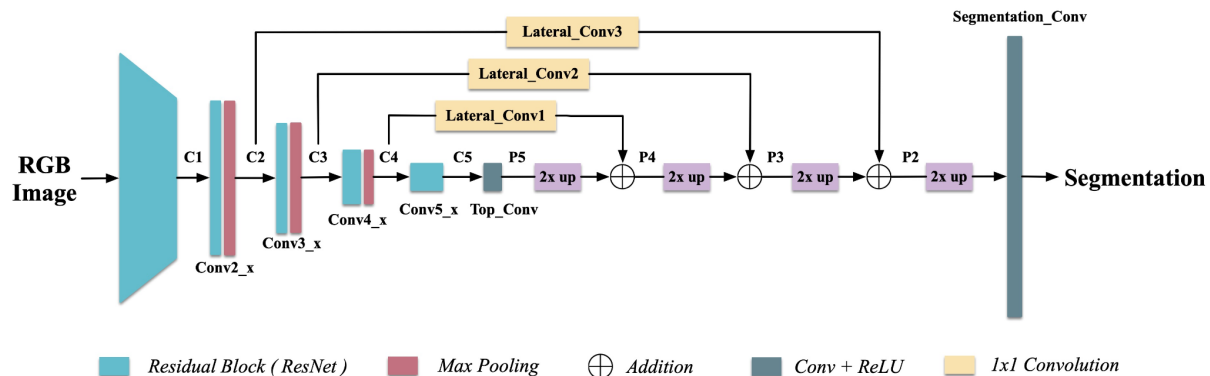 Segmentation_Conv
Lateral_Conv3
Lateral_Conv2
Lateral_Conv1
RGB
Image
C1
C2
C3
C4
C5
P5
P4
P3
P2
2x up
2x up
2x up
2x up
Segmentation
Conv2_x
Conv3_x
Conv4_x
Conv5_x
Top_Conv
Residual Block ( ResNet )
Max Pooling
Addition
Conv + ReLU
1x1 Convolution